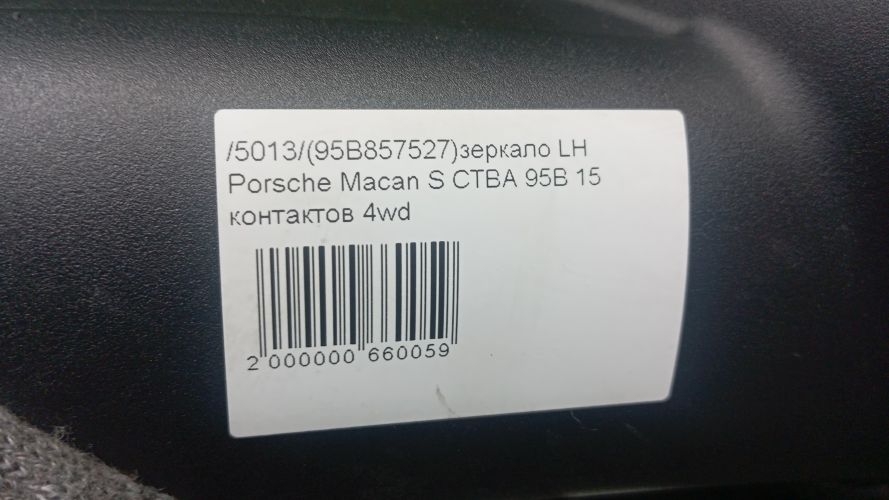 /5013/(95B857527)зеркало LH
Porsche Macan S CTBA 95B 15
контактов 4wd
2 000000 660059